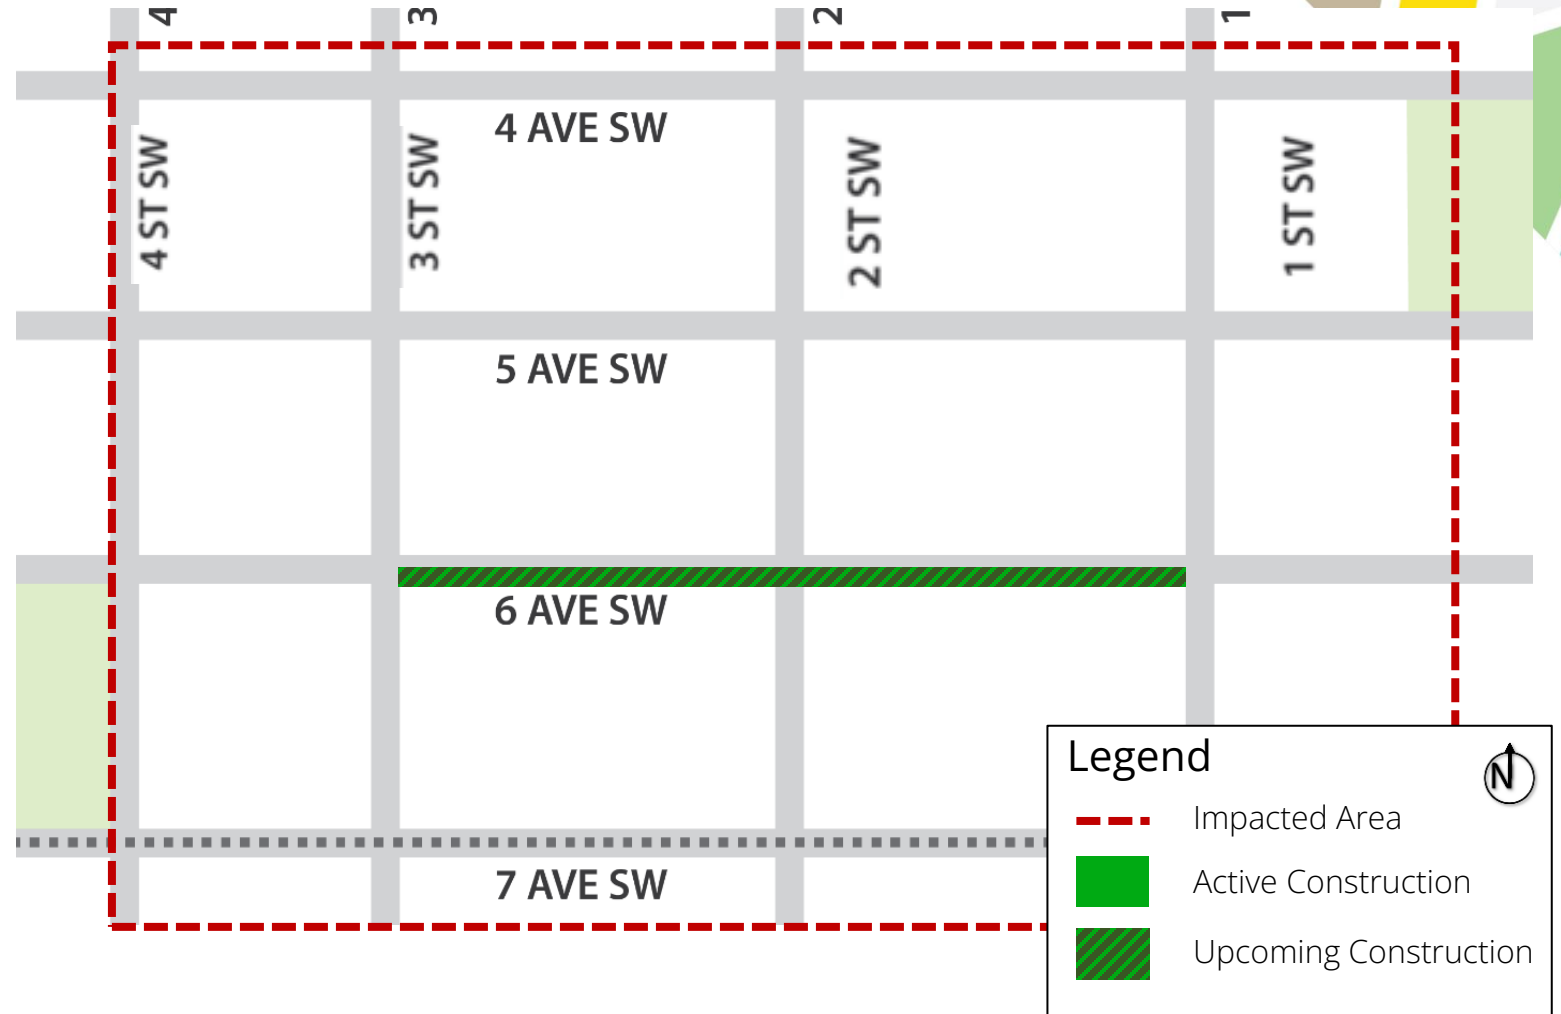 4
3
2
1
4 AVE SW
4 ST SW
3 ST SW
2 ST SW
1 ST SW
5 AVE SW
6 AVE SW
7 AVE SW
Legend
N
Impacted Area
Active Construction
Upcoming Construction